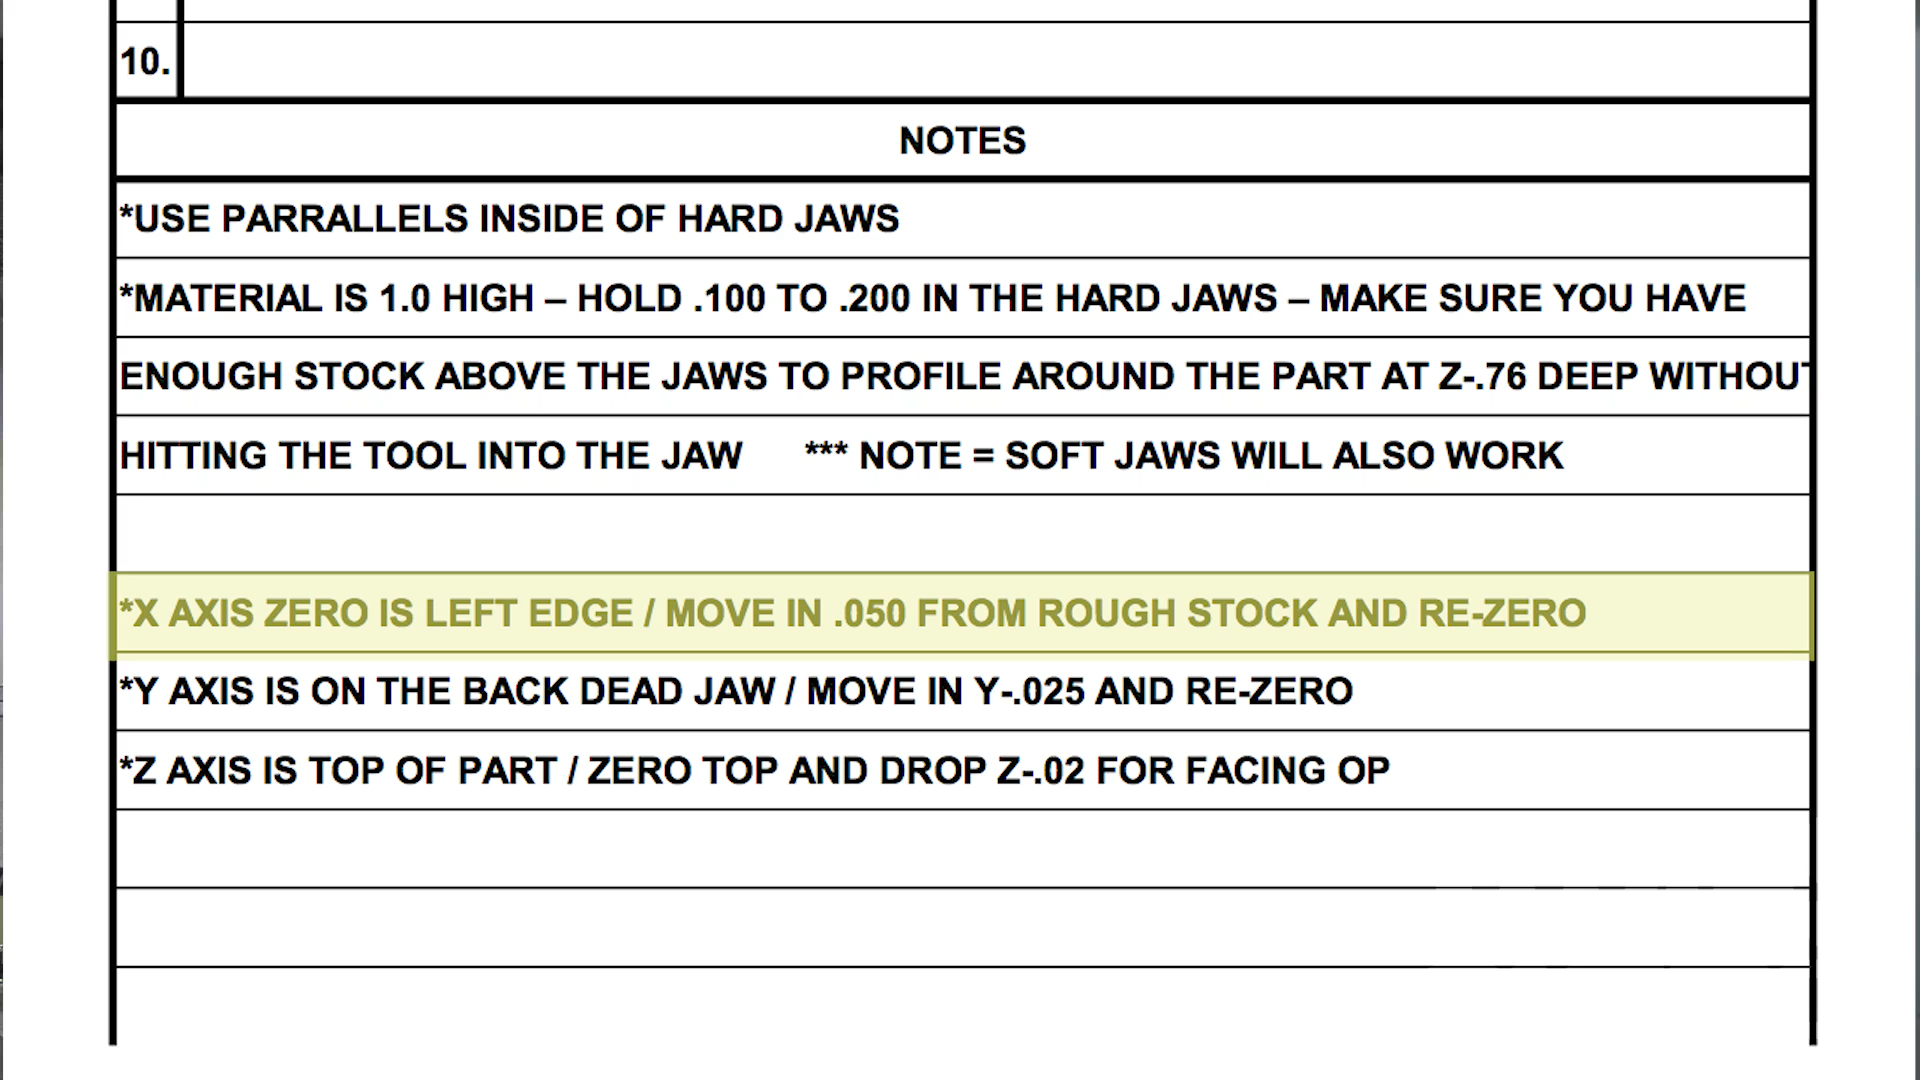 10.
NOTES
*USE PARRALLELS INSIDE OF HARD JAWS
*MATERIAL IS 1.0 HIGH – HOLD .100 TO .200 IN THE HARD JAWS – MAKE SURE YOU HAVE
ENOUGH STOCK ABOVE THE JAWS TO PROFILE AROUND THE PART AT Z-.76 DEEP WITHOUT
HITTING THE TOOL INTO THE JAW *** NOTE = SOFT JAWS WILL ALSO WORK
*X AXIS ZERO IS LEFT EDGE / MOVE IN .050 FROM ROUGH STOCK AND RE-ZERO
*Y AXIS IS ON THE BACK DEAD JAW / MOVE IN Y-.025 AND RE-ZERO
*Z AXIS IS TOP OF PART / ZERO TOP AND DROP Z-.02 FOR FACING OP